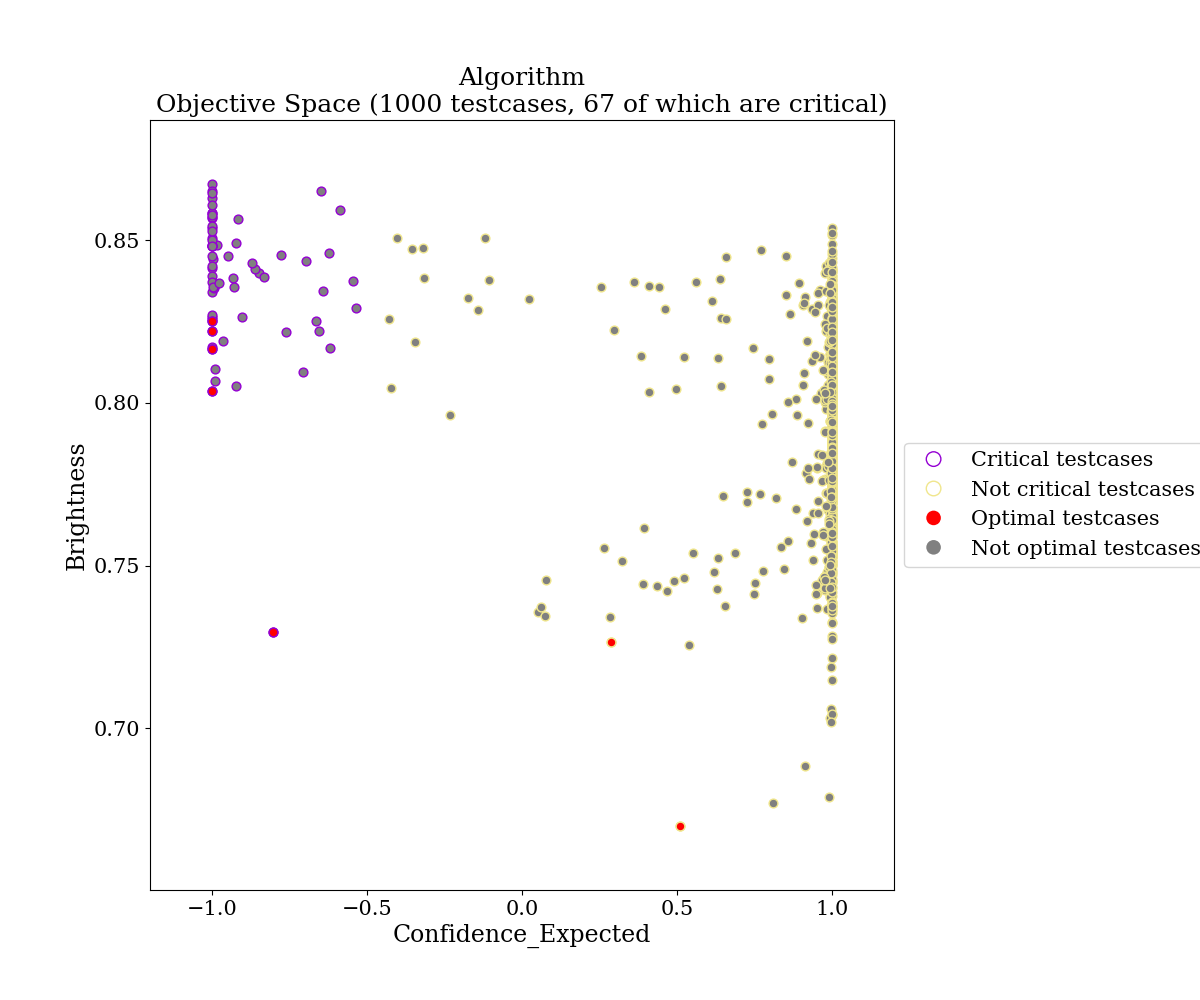 Algorithm
Objective Space (1000 testcases, 67 of which are critical)
Brightness
0.85
0.80
0.75
0.70
−1.0
−0.5
0.0
0.5
1.0
Confidence_Expected
Critical testcases
Not critical testcases
Optimal testcases
Not optimal testcases